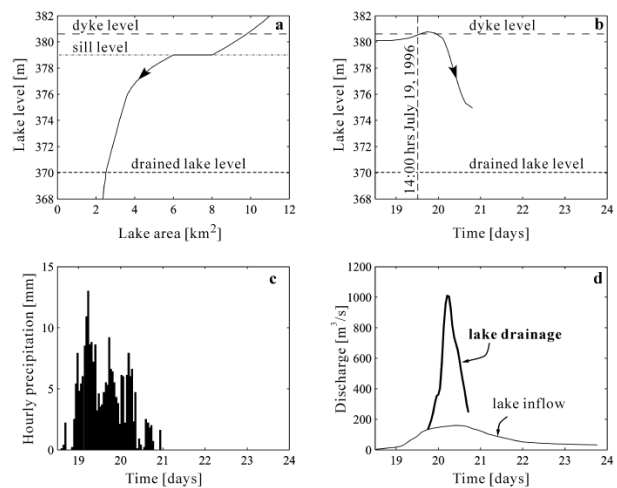 382
380
378
376
374
372
370
368
Lake level [m]
dyke level
sill level
a
drained lake level
0
2
4
6
8
10
12
Lake area [km2]
382
380
378
376
374
372
370
368
Lake level [m]
dyke level
b
14:00 hrs July 19, 1996
drained lake level
19
20
21
22
23
24
Time [days]
15
10
5
0
Hourly precipitation [mm]
c
19
20
21
22
23
24
Time [days]
1200
1000
800
600
400
200
0
Discharge [m3/s]
d
lake drainage
lake inflow
19
20
21
22
23
24
Time [days]